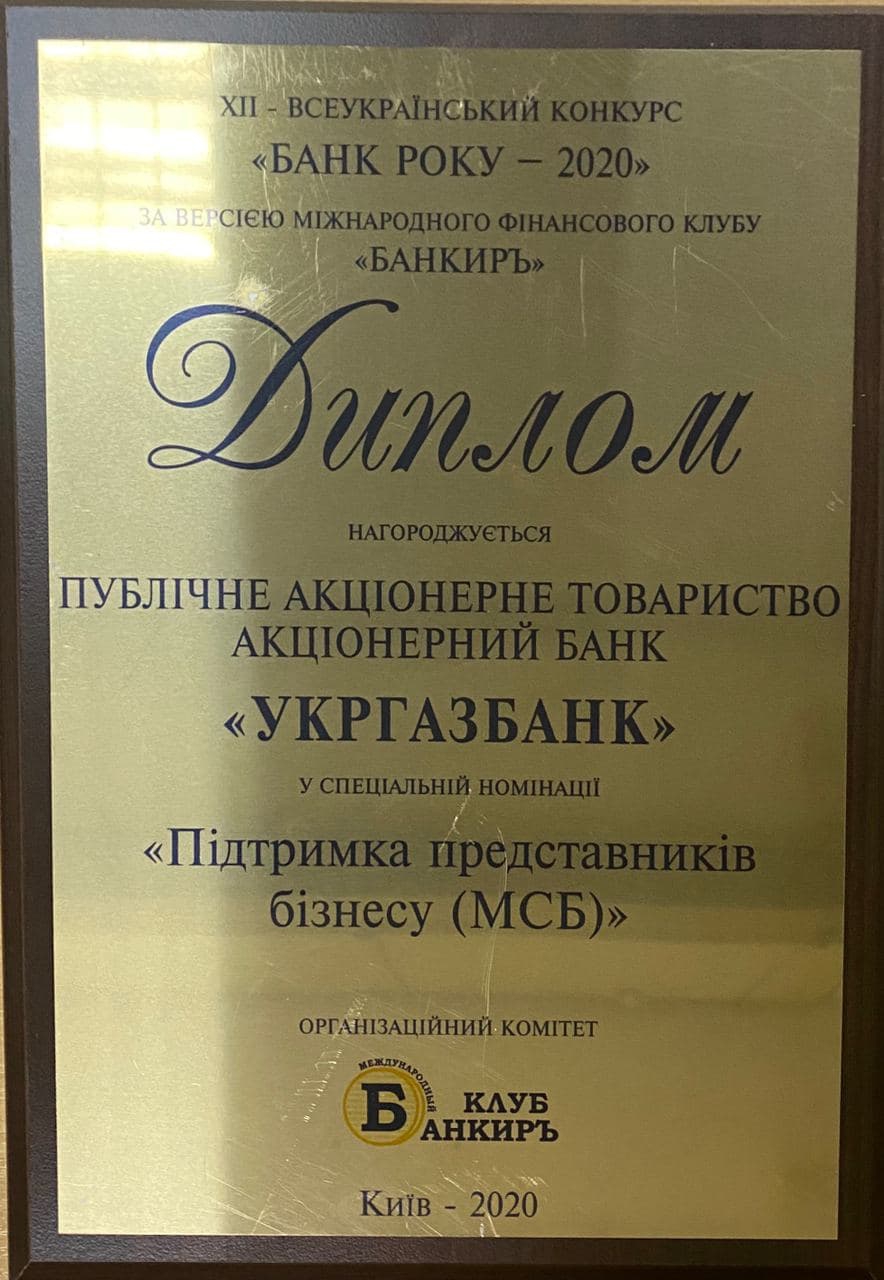 XII - ВСЕУКРАЇНСЬКИЙ КОНКУРС
«БАНК РОКУ – 2020»
ЗА ВЕРСІЄЮ МІЖНАРОДНОГО ФІНАНСОВОГО КЛУБУ
«БАНКИРЪ»
Диплом
НАГОРОДЖУЄТЬСЯ
ПУБЛІЧНЕ АКЦІОНЕРНЕ ТОВАРИСТВО
АКЦІОНЕРНИЙ БАНК
«УКРГАЗБАНК»
У СПЕЦІАЛЬНІЙ НОМІНАЦІЇ
«Підтримка представників
бізнесу (МСБ)»
ОРГАНІЗАЦІЙНИЙ КОМІТЕТ
МЕЖДУНАРОДНЫЙ
КЛУБ
БАНКИРЪ
Київ - 2020